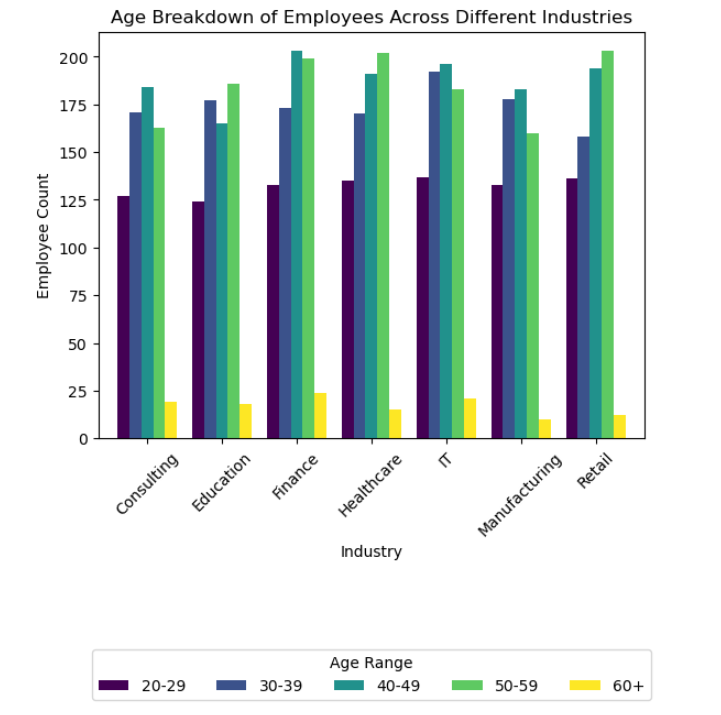 Age Breakdown of Employees Across Different Industries
Employee Count
200
175
150
125
100
75
50
25
0
Consulting
Education
Finance
Healthcare
IT
Manufacturing
Retail
Industry
Age Range
20-29 30-39 40-49 50-59 60+